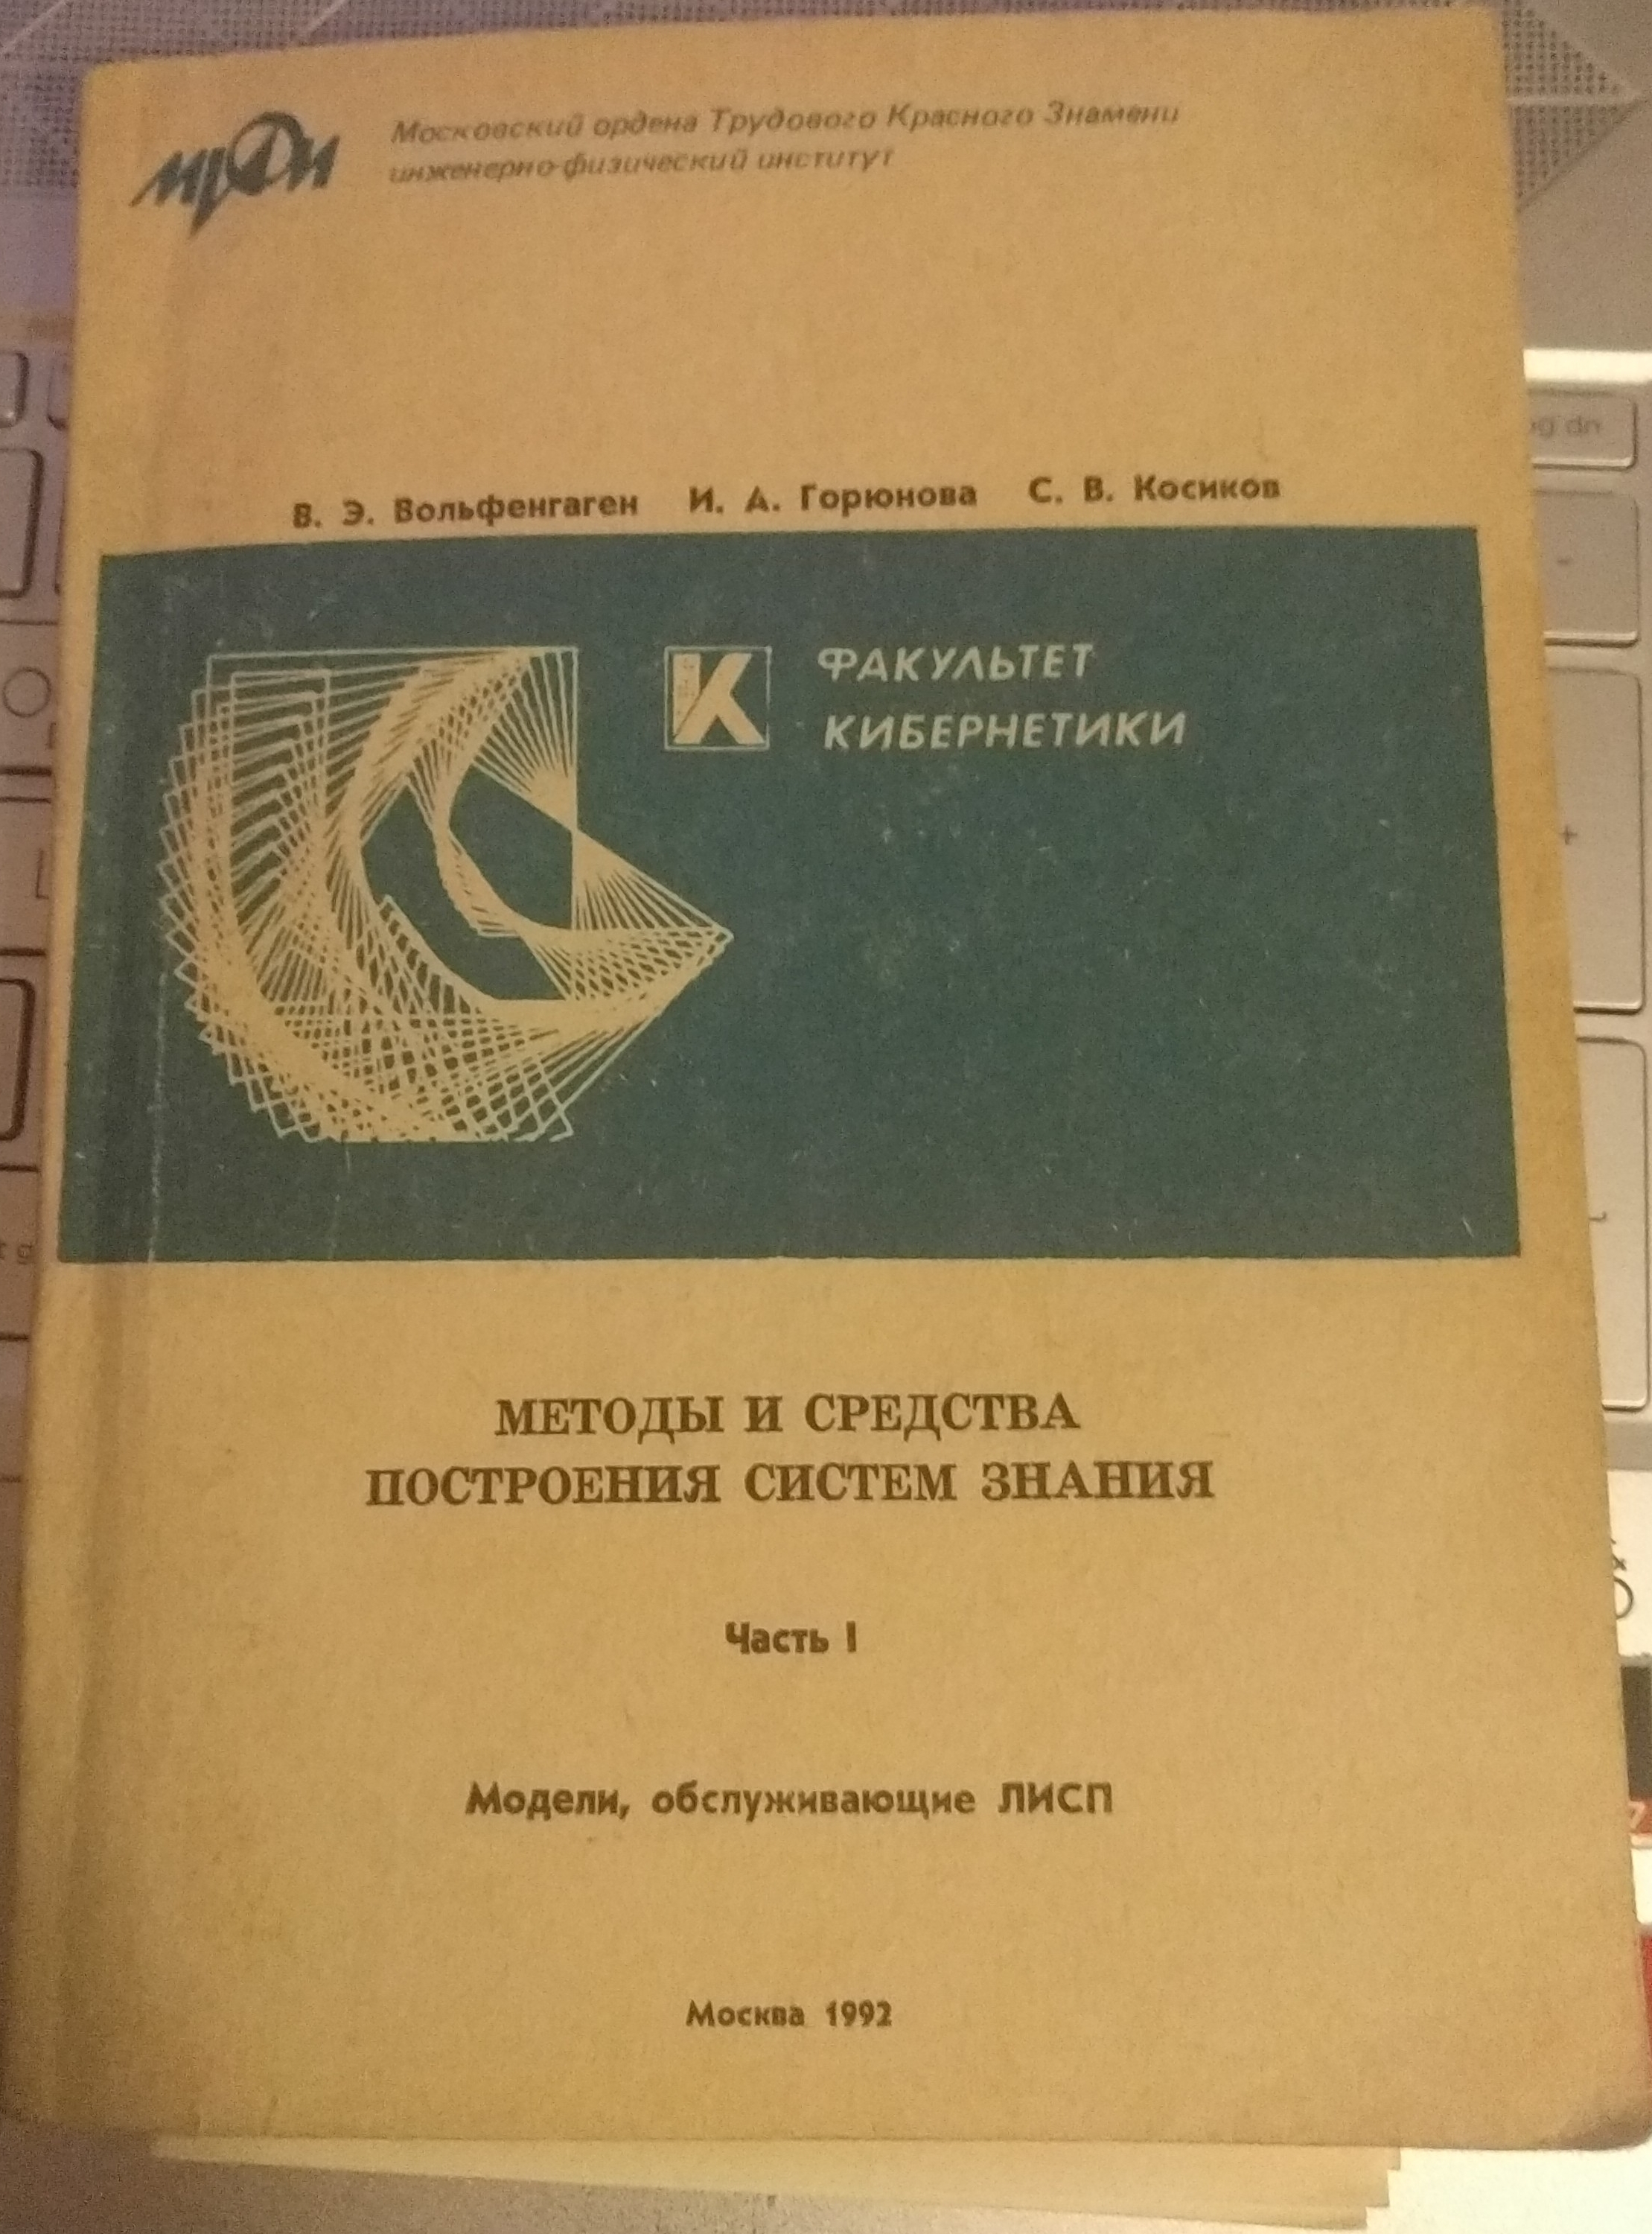 мифи
Московский ордена Трудового Красного Знамени
инженерно-физический институт
В. Э. Вольфенгаген И. А. Горюнова С. В. Косиков
К ФАКУЛЬТЕТ
КИБЕРНЕТИКИ
МЕТОДЫ И СРЕДСТВА
ПОСТРОЕНИЯ СИСТЕМ ЗНАНИЯ
Часть I
Модели, обслуживающие ЛИСП
Москва 1992
dn
-
+